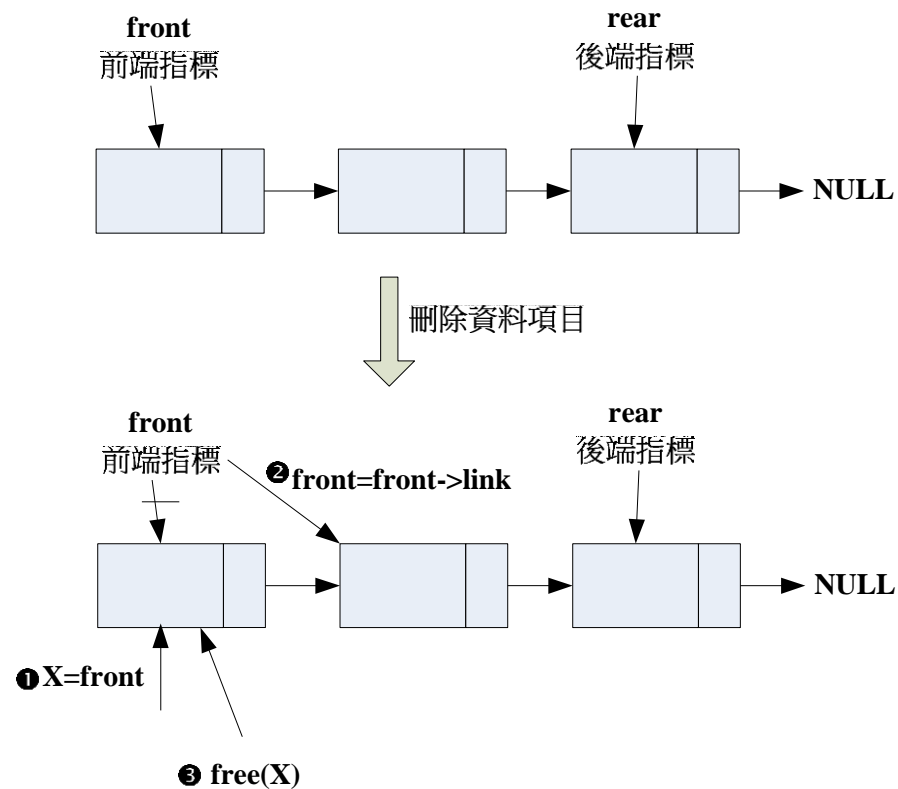 front
前端指標
rear
後端指標
NULL
刪除資料項目
front
前端指標
rear
後端指標
❷front=front->link
NULL
❶X=front
❸ free(X)